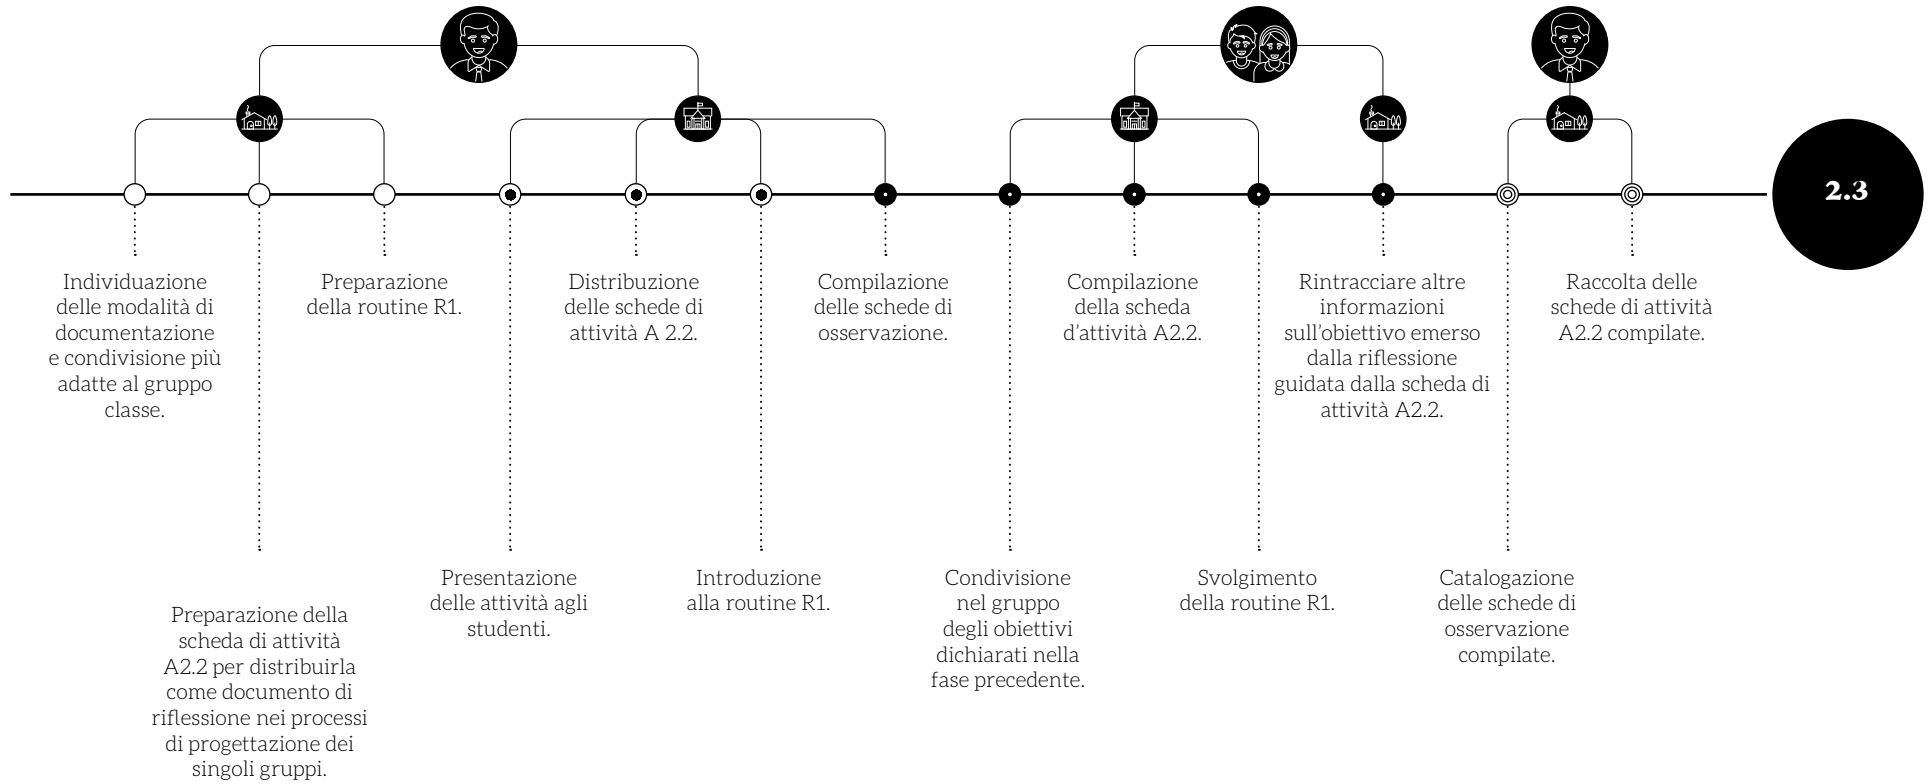 2.3
Individuazione
delle modalità di
documentazione
e condivisione più
adatte al gruppo
classe.
Preparazione
della routine R1.
Distribuzione
delle schede di
attività A 2.2.
Compilazione
delle schede di
osservazione.
Compilazione
della scheda
d'attività A2.2.
Rintracciare altre
informazioni
sull'obiettivo emerso
dalla riflessione
guidata dalla scheda di
attività A2.2.
Raccolta delle
schede di attività
A2.2 compilate.
Preparazione della
scheda di attività
A2.2 per distribuirla
come documento di
riflessione nei processi
di progettazione dei
singoli gruppi.
Presentazione
delle attività agli
studenti.
Introduzione
alla routine R1.
Condivisione
nel gruppo
degli obiettivi
dichiarati nella
fase precedente.
Svolgimento
della routine R1.
Catalogazione
delle schede di
osservazione
compilate.